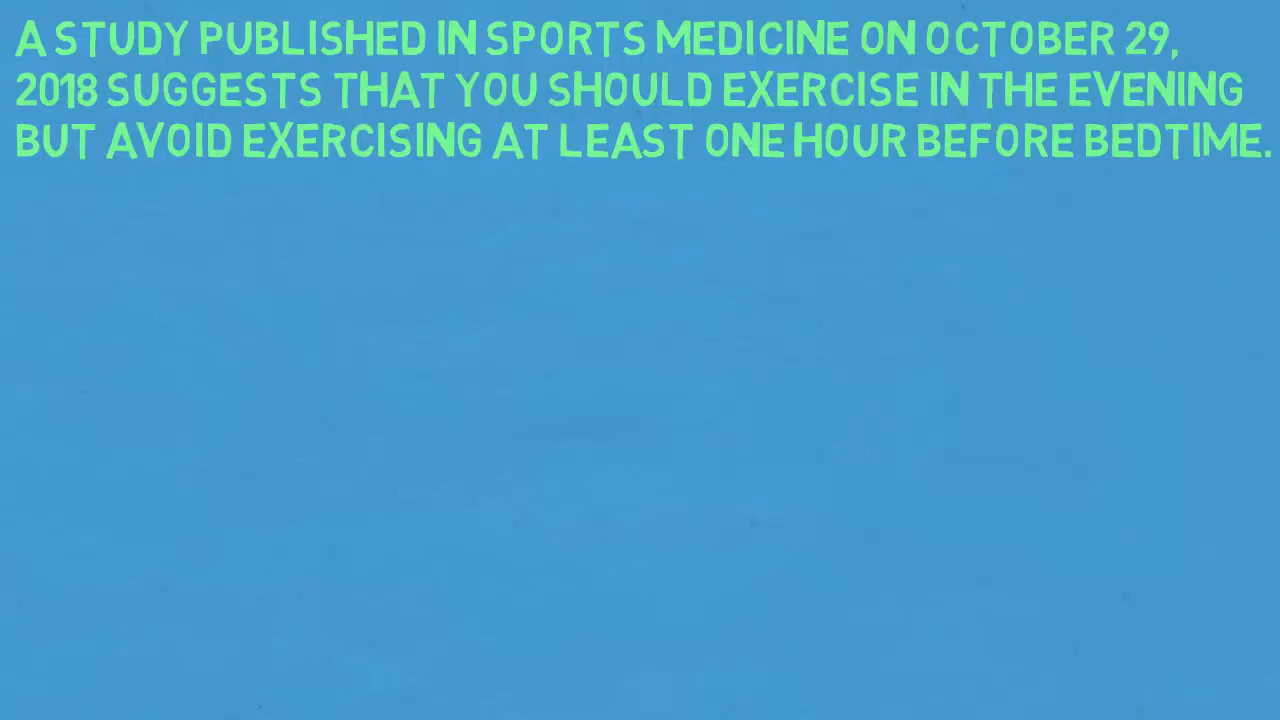 A STUDY PUBLISHED IN SPORTS MEDICINE ON OCTOBER 29,
2018 SUGGESTS THAT YOU SHOULD EXERCISE IN THE EVENING
BUT AVOID EXERCISING AT LEAST ONE HOUR BEFORE BEDTIME.